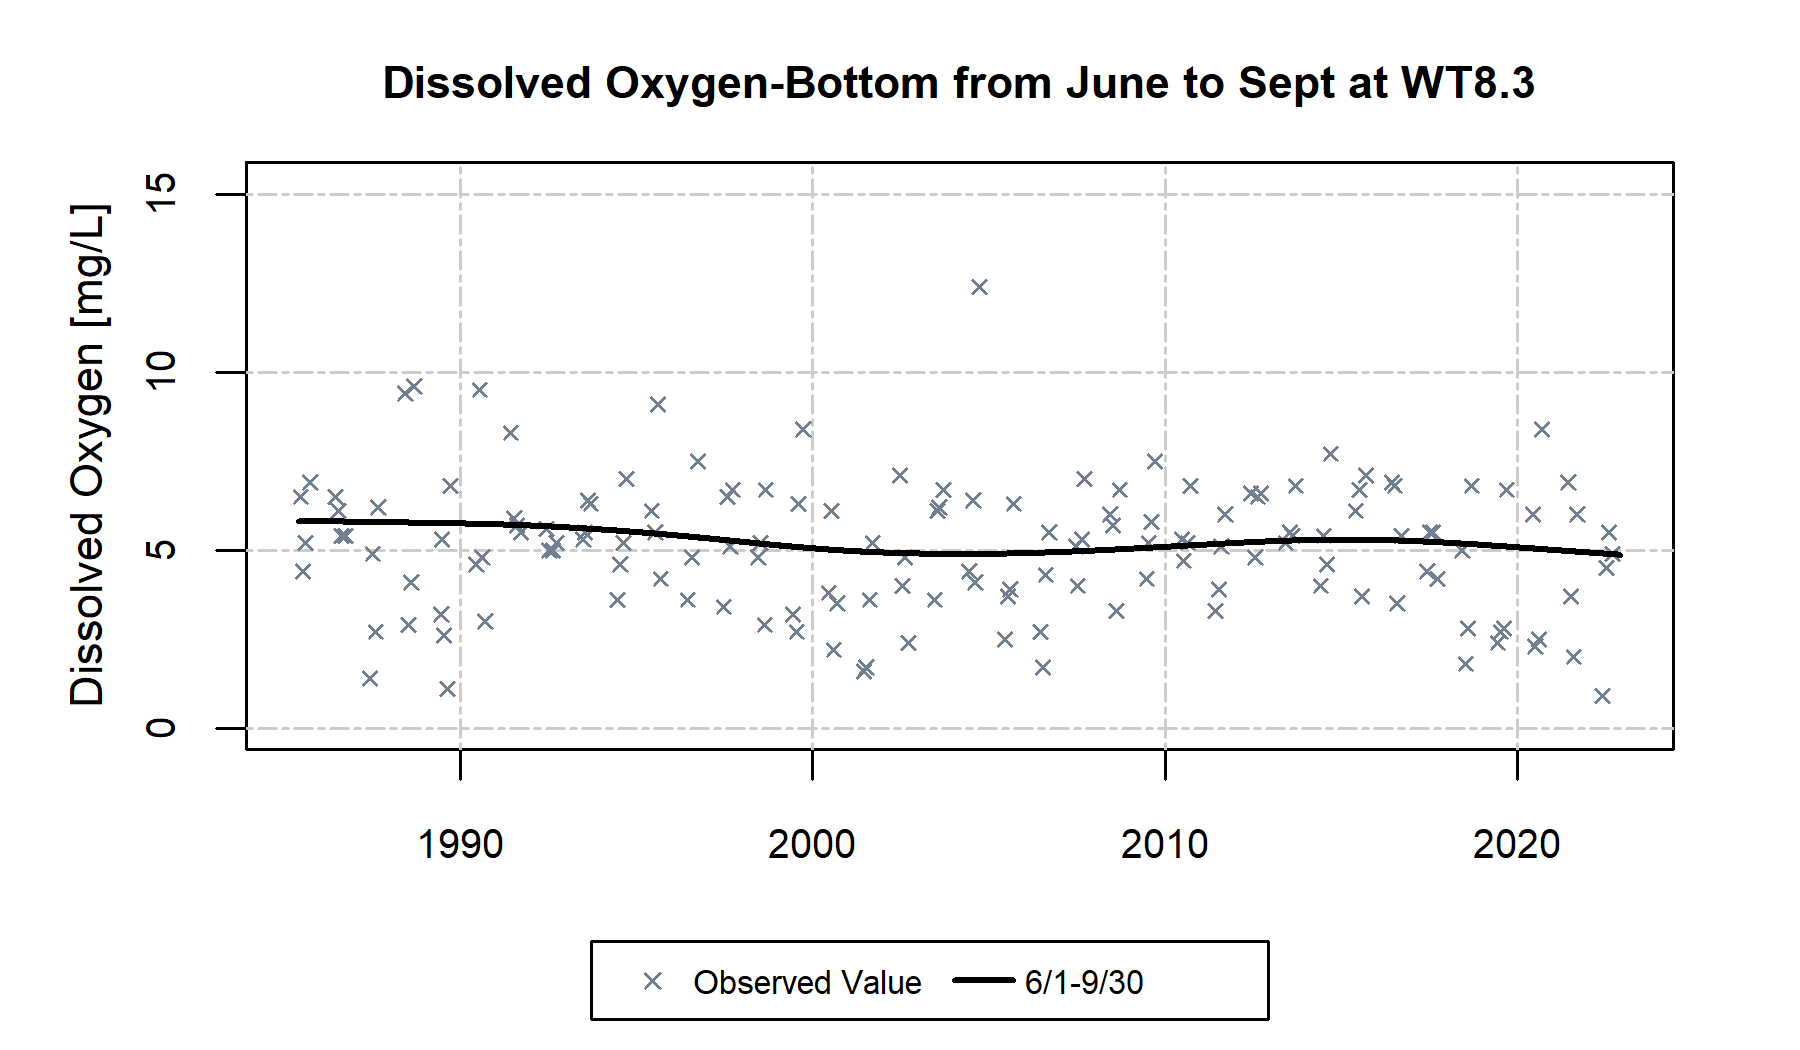 Dissolved Oxygen-Bottom from June to Sept at WT8.3
Dissolved Oxygen [mg/L]
15
10
5
0
1990 2000 2010 2020
Observed Value 6/1-9/30